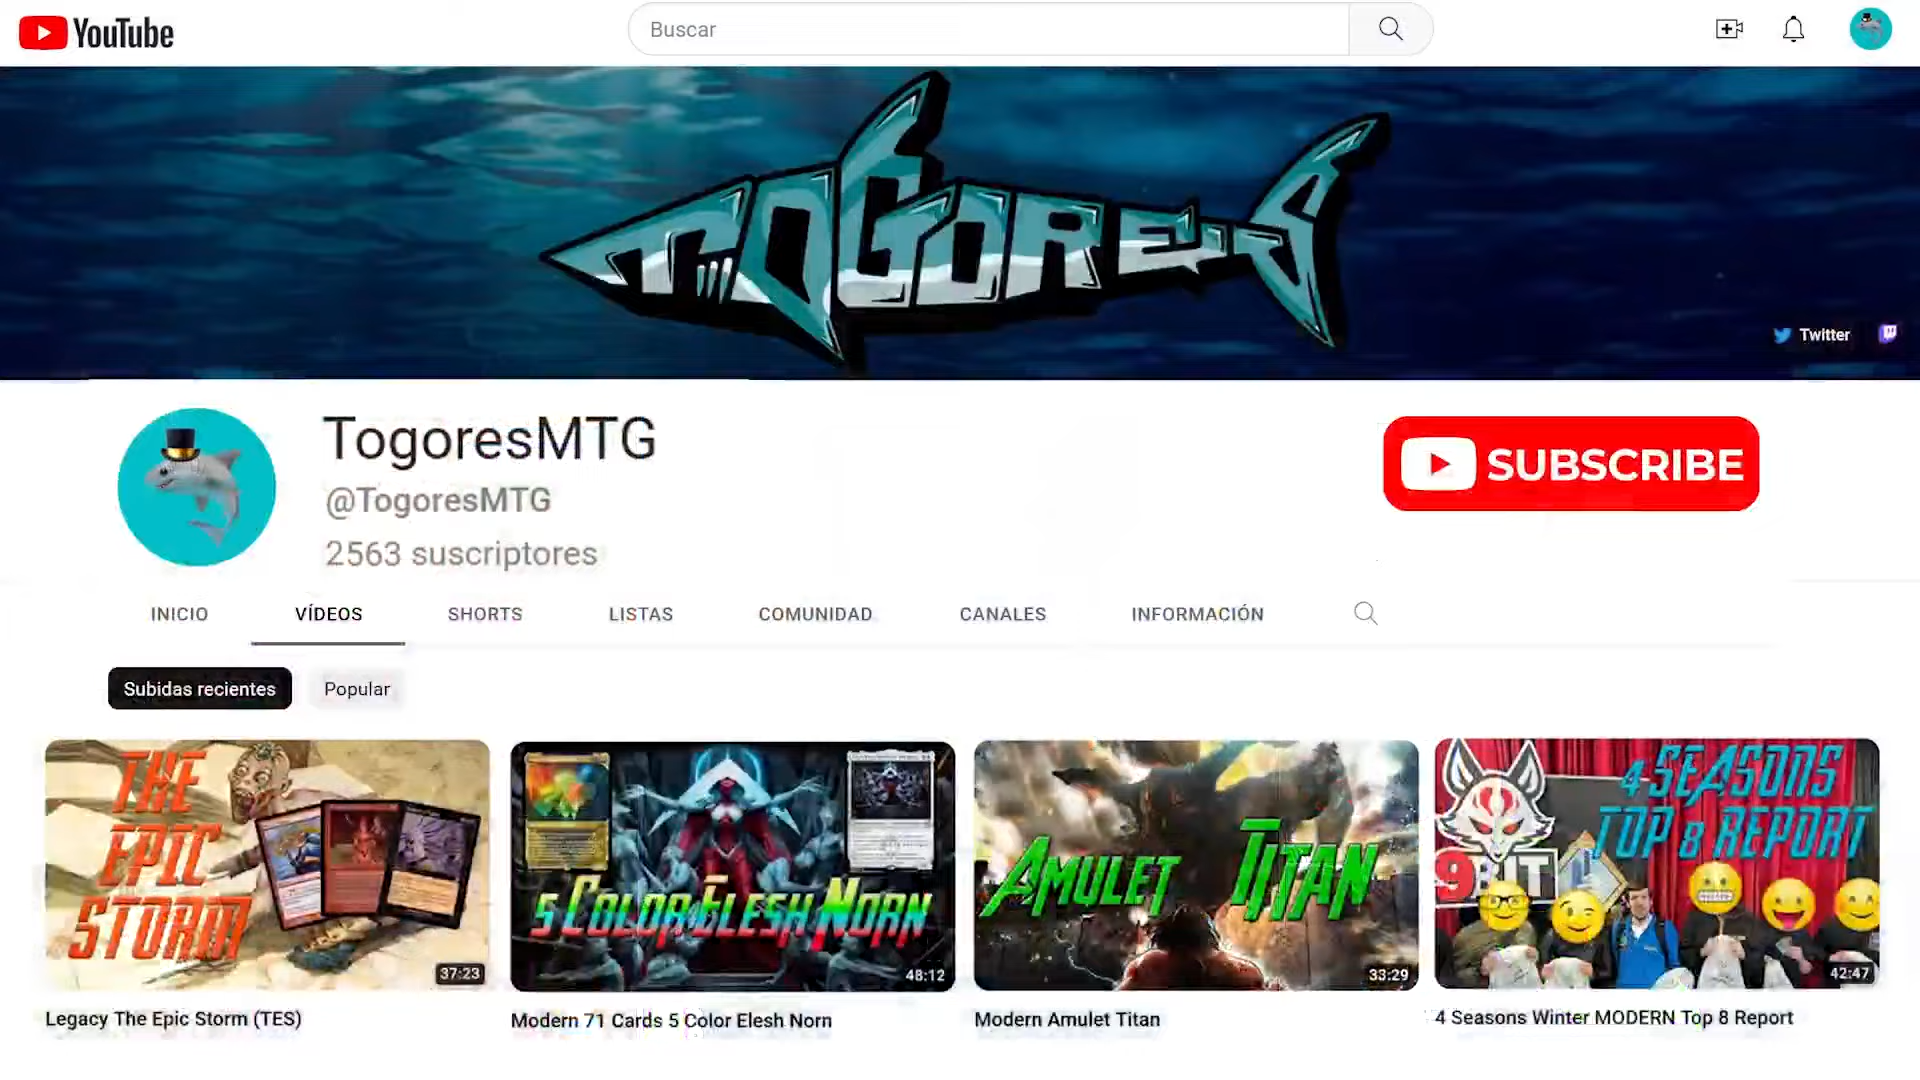 YouTube
Buscar
TOGORES
Twitter
TogoresMTG
@TogoresMTG
2563 suscriptores
SUBSCRIBE
INICIO
VÍDEOS
SHORTS
LISTAS
COMUNIDAD
CANALES
INFORMACIÓN
Subidas recientes
Popular
THE
EPIC
STORM
37:23
5 COLOR ELESH NORN
48:12
AMULET TITAN
33:29
4 SEASONS
TOP 8 REPORT
9BIT
42:47
Legacy The Epic Storm (TES)
Modern 71 Cards 5 Color Elesh Norn
Modern Amulet Titan
4 Seasons Winter MODERN Top 8 Report